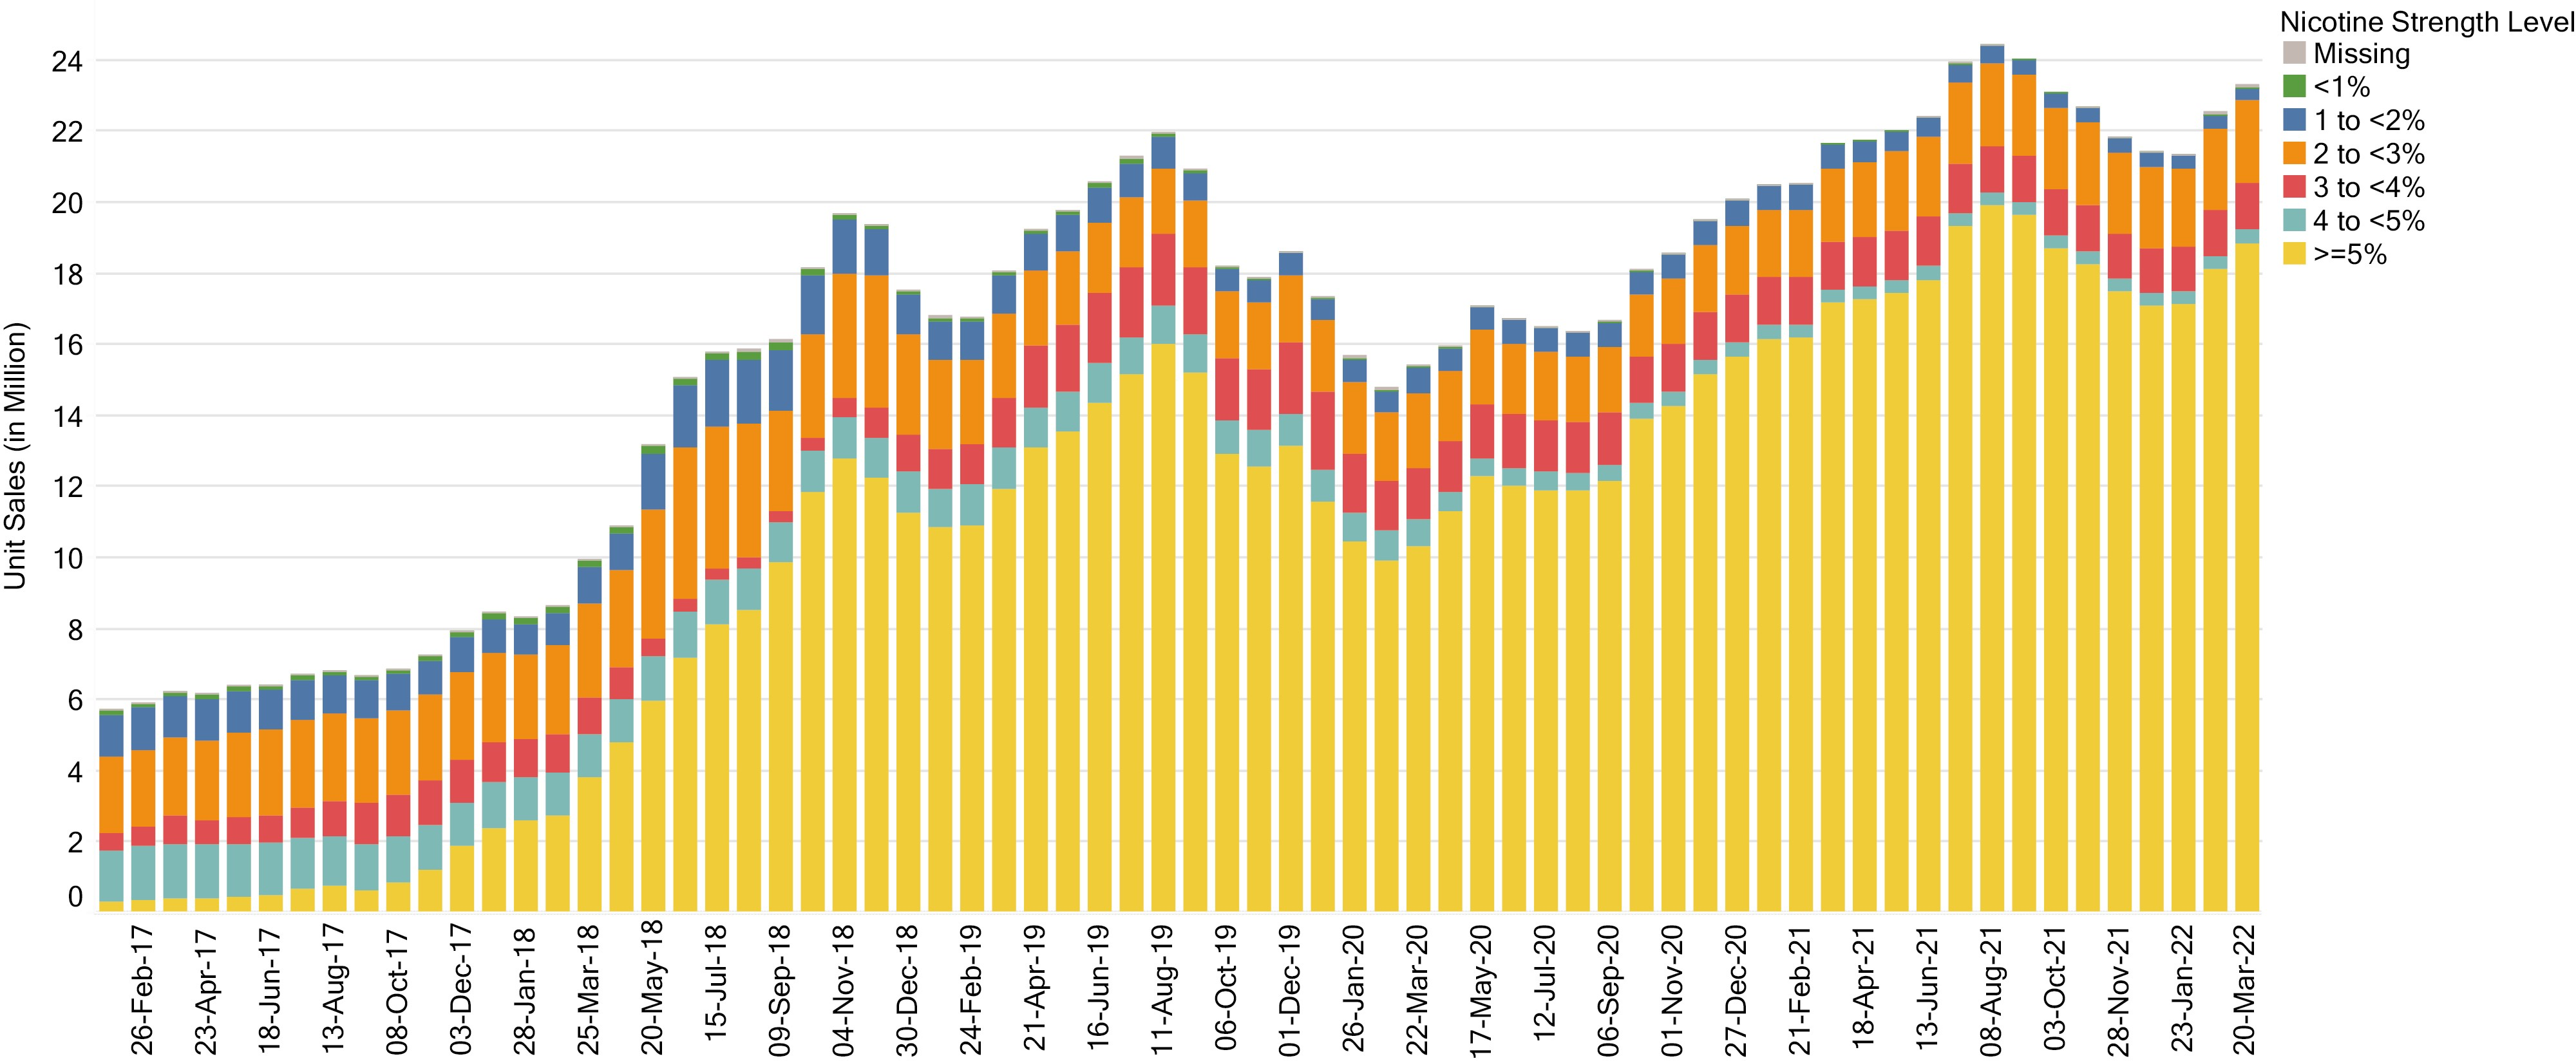 Nicotine Strength Level
Missing
<1%
1 to <2%
2 to <3%
3 to <4%
4 to <5%
>=5%
Unit Sales (in Million)
24
22
20
18
16
14
12
10
8
6
4
2
0
26-Feb-17
23-Apr-17
18-Jun-17
13-Aug-17
08-Oct-17
03-Dec-17
28-Jan-18
25-Mar-18
20-May-18
15-Jul-18
09-Sep-18
04-Nov-18
30-Dec-18
24-Feb-19
21-Apr-19
16-Jun-19
11-Aug-19
06-Oct-19
01-Dec-19
26-Jan-20
22-Mar-20
17-May-20
12-Jul-20
06-Sep-20
01-Nov-20
27-Dec-20
21-Feb-21
18-Apr-21
13-Jun-21
08-Aug-21
03-Oct-21
28-Nov-21
23-Jan-22
20-Mar-22